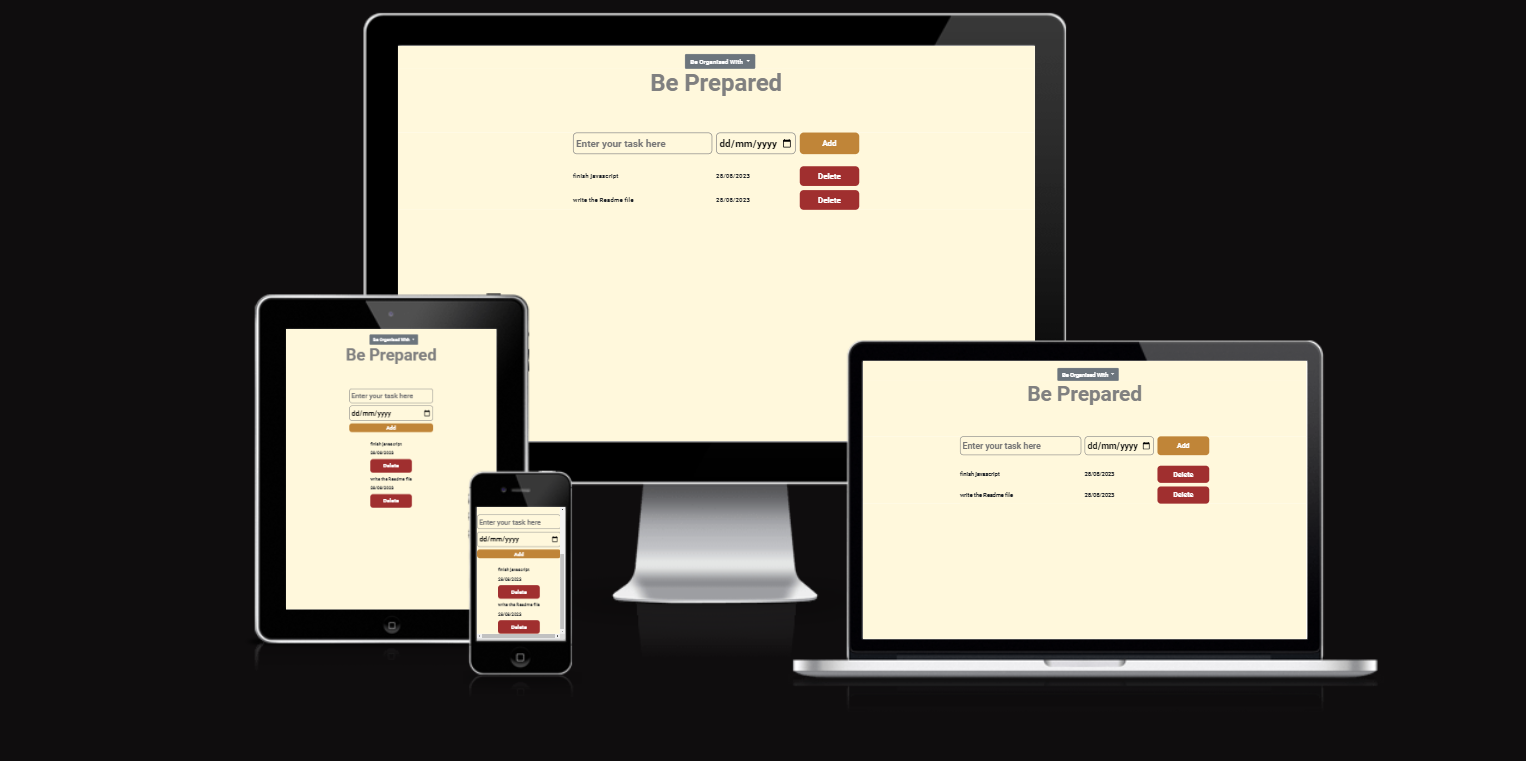 Be Organised With
Be Prepared
Enter your task here dd/mm/yyyy Add
finish javascript 28/08/2023 Delete
write the Readme file 28/08/2023 Delete
Be Organised With
Be Prepared
Enter your task here
dd/mm/yyyy
Add
finish javascript
28/08/2023
Delete
write the Readme file
28/08/2023
Delete
Enter your task here
dd/mm/yyyy
Add
finish javascript
28/08/2023
Delete
write the Readme file
28/08/2023
Delete
Be Organised With
Be Prepared
Enter your task here dd/mm/yyyy Add
finish javascript 28/08/2023 Delete
write the Readme file 28/08/2023 Delete